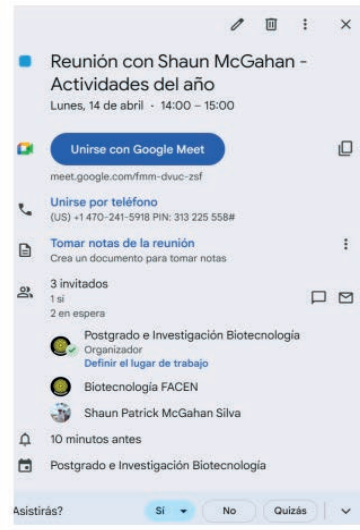 Reunión con Shaun McGahan -
Actividades del año
Lunes, 14 de abril · 14:00 – 15:00
Unirse con Google Meet
meet.google.com/fmm-dvuc-zsf
Unirse por teléfono
(US) +1 470-241-5918 PIN: 313 225 558#
Tomar notas de la reunión
Crea un documento para tomar notas
3 invitados
1 sí
2 en espera
Postgrado e Investigación Biotecnología
Organizador
Definir el lugar de trabajo
Biotecnología FACEN
Shaun Patrick McGahan Silva
10 minutos antes
Postgrado e Investigación Biotecnología
Asistirás? Sí No Quizás